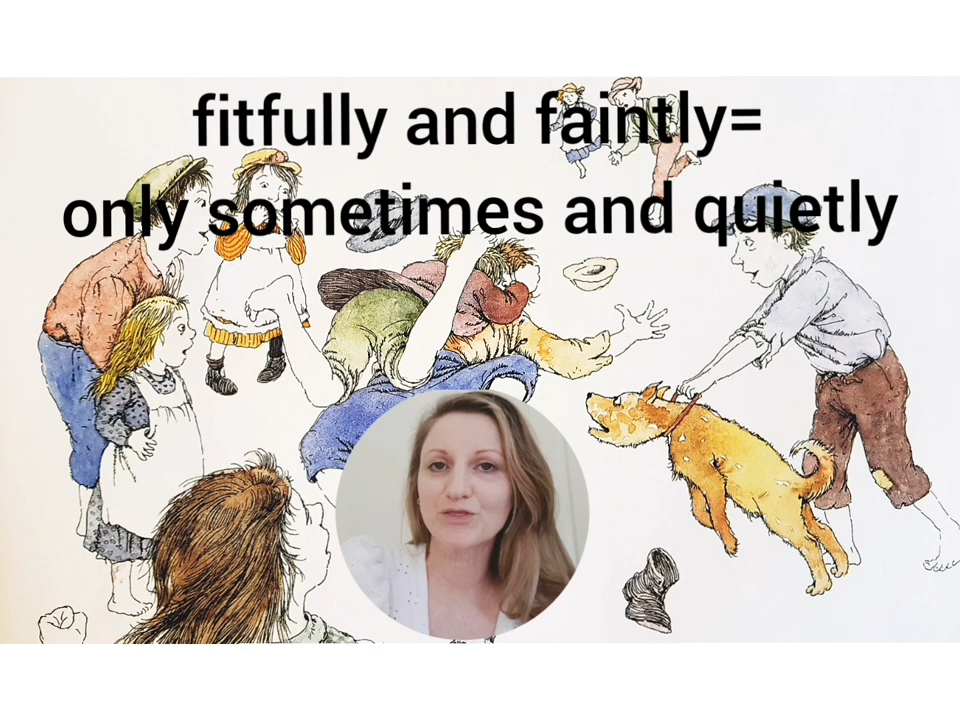 fitfully and faintly=
only sometimes and quietly